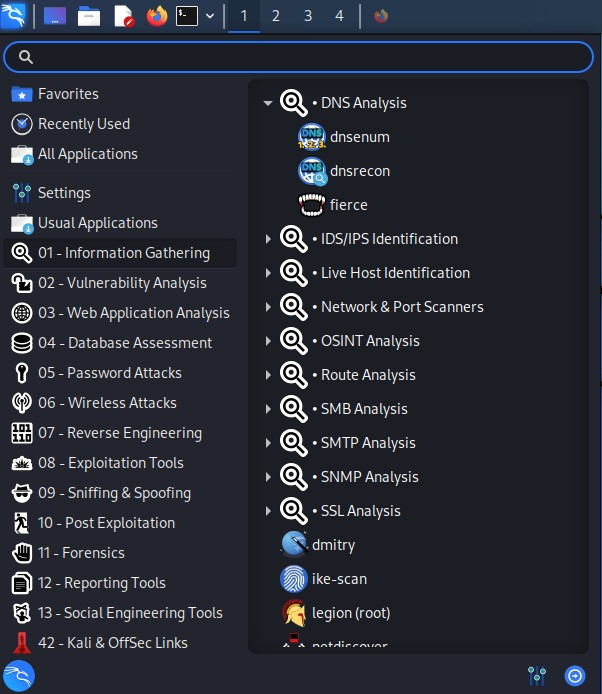 1
2
3
4
Favorites
Recently Used
All Applications
Settings
Usual Applications
01 - Information Gathering
02 - Vulnerability Analysis
03 - Web Application Analysis
04 - Database Assessment
05 - Password Attacks
06 - Wireless Attacks
07 - Reverse Engineering
08 - Exploitation Tools
09 - Sniffing & Spoofing
10 - Post Exploitation
11 - Forensics
12 - Reporting Tools
13 - Social Engineering Tools
42 - Kali & OffSec Links
• DNS Analysis
dnsenum
dnsrecon
fierce
• IDS/IPS Identification
• Live Host Identification
• Network & Port Scanners
• OSINT Analysis
• Route Analysis
• SMB Analysis
• SMTP Analysis
• SNMP Analysis
• SSL Analysis
dmitry
ike-scan
legion (root)
netdiscover